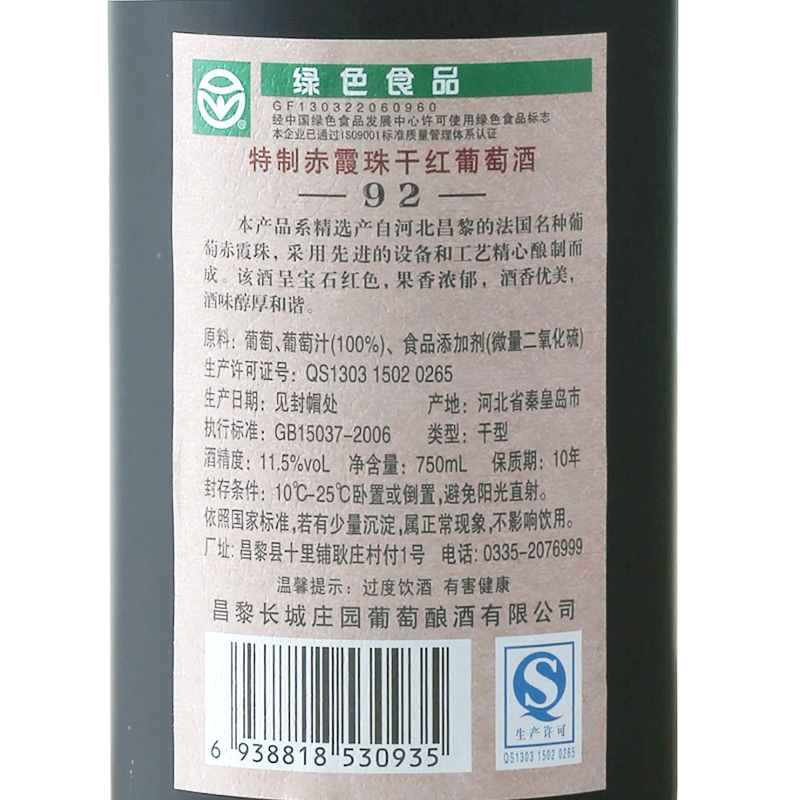 绿色食品
GF130322060960
经中国绿色食品发展中心许可使用绿色食品标志
本企业已通过ISO9001标准质量管理体系认证
特制赤霞珠干红葡萄酒
— 92 —
本产品系精选产自河北昌黎的法国名种葡
萄赤霞珠，采用先进的设备和工艺精心酿制而
成。该酒呈宝石红色，果香浓郁，酒香优美，
酒味醇厚和谐。
原料：葡萄、葡萄汁(100%)、食品添加剂(微量二氧化硫)
生产许可证号：QS1303 1502 0265
生产日期：见封帽处 产地：河北省秦皇岛市
执行标准：GB15037-2006 类型：干型
酒精度：11.5%voL 净含量：750mL 保质期：10年
封存条件：10℃-25℃卧置或倒置,避免阳光直射。
依照国家标准,若有少量沉淀,属正常现象,不影响饮用。
厂址：昌黎县十里铺耿庄村付1号 电话：0335-2076999
温馨提示：过度饮酒 有害健康
昌黎长城庄园葡萄酿酒有限公司
6 938818 530935
生产许可
QS1303 1502 0265